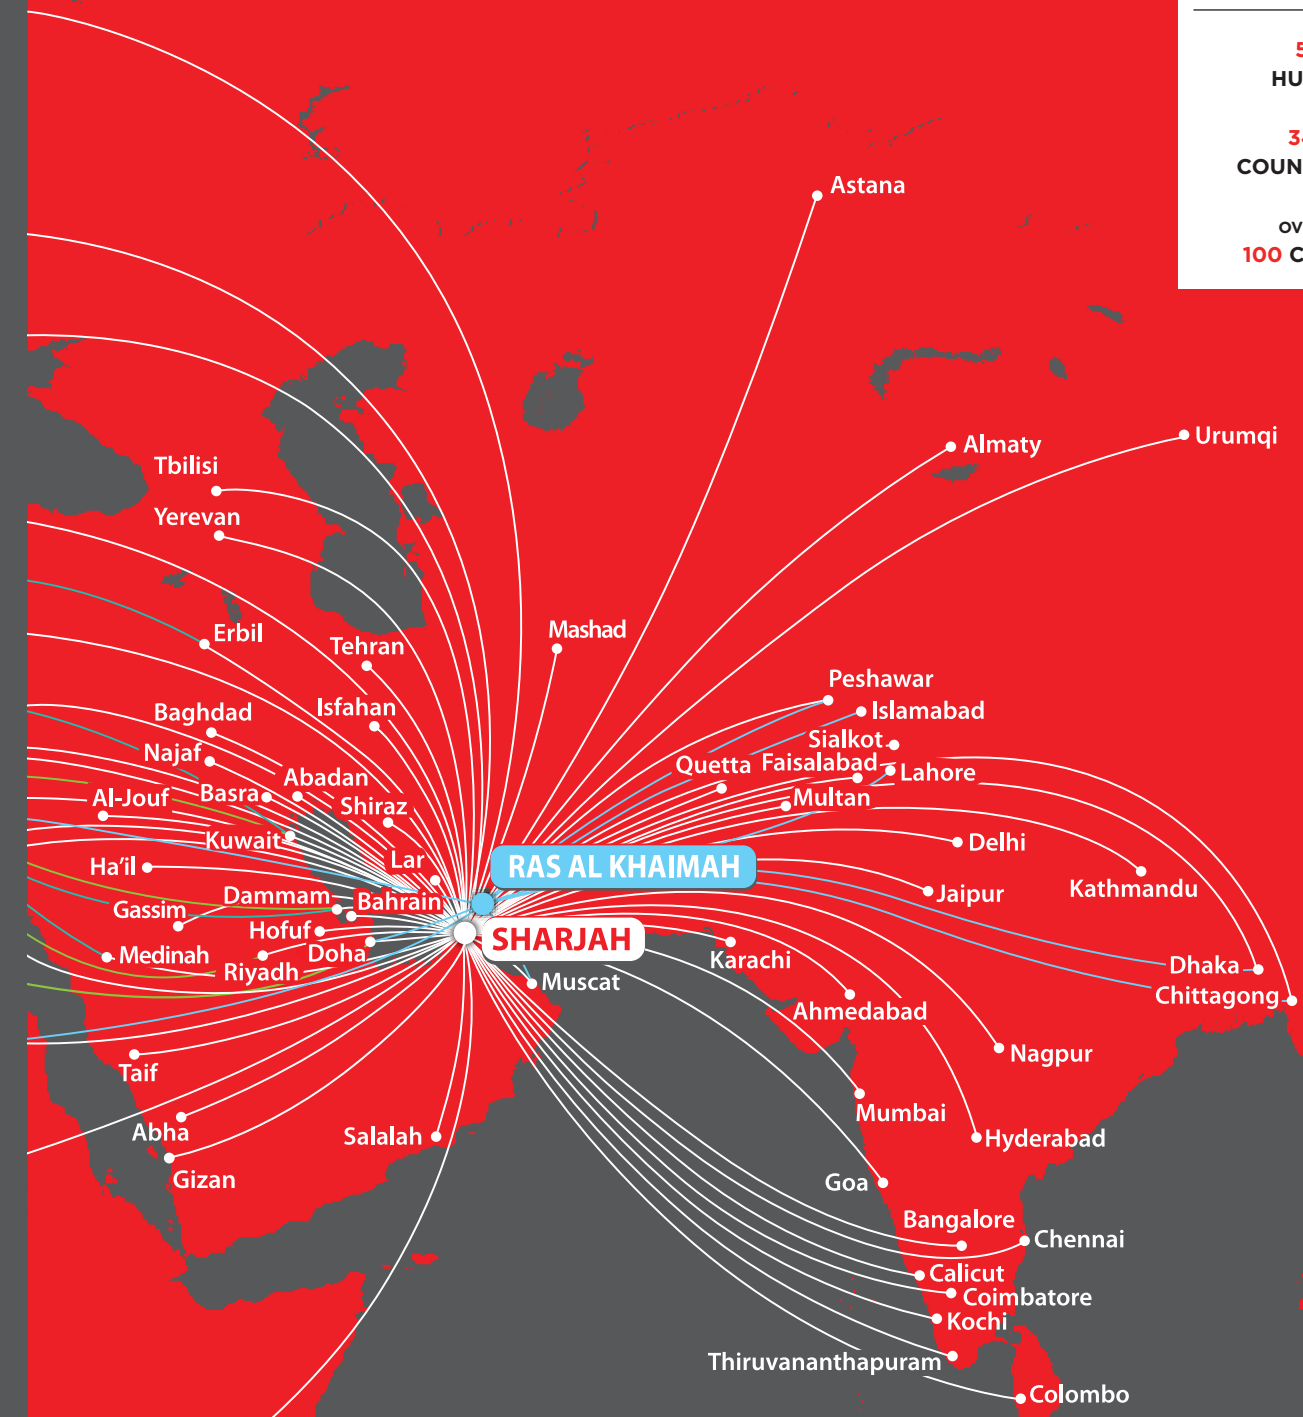 HU
COUN
OV
100 C
Astana
Urumqi
Almaty
Tbilisi
Yerevan
Erbil
Tehran
Mashad
Isfahan
Baghdad
Najaf
Abadan
Basra
Al-Jouf
Shiraz
Kuwait
Lar
Ha'il
Dammam
Bahrain
Gassim
Hofuf
Doha
Medinah
Riyadh
Peshawar
Islamabad
Sialkot
Quetta
Faisalabad
Lahore
Multan
Delhi
RAS AL KHAIMAH
Kathmandu
Jaipur
SHARJAH
Karachi
Dhaka
Muscat
Chittagong
Ahmedabad
Nagpur
Taif
Mumbai
Abha
Salalah
Hyderabad
Gizan
Goa
Bangalore
Chennai
Calicut
Coimbatore
Kochi
Thiruvananthapuram
Colombo